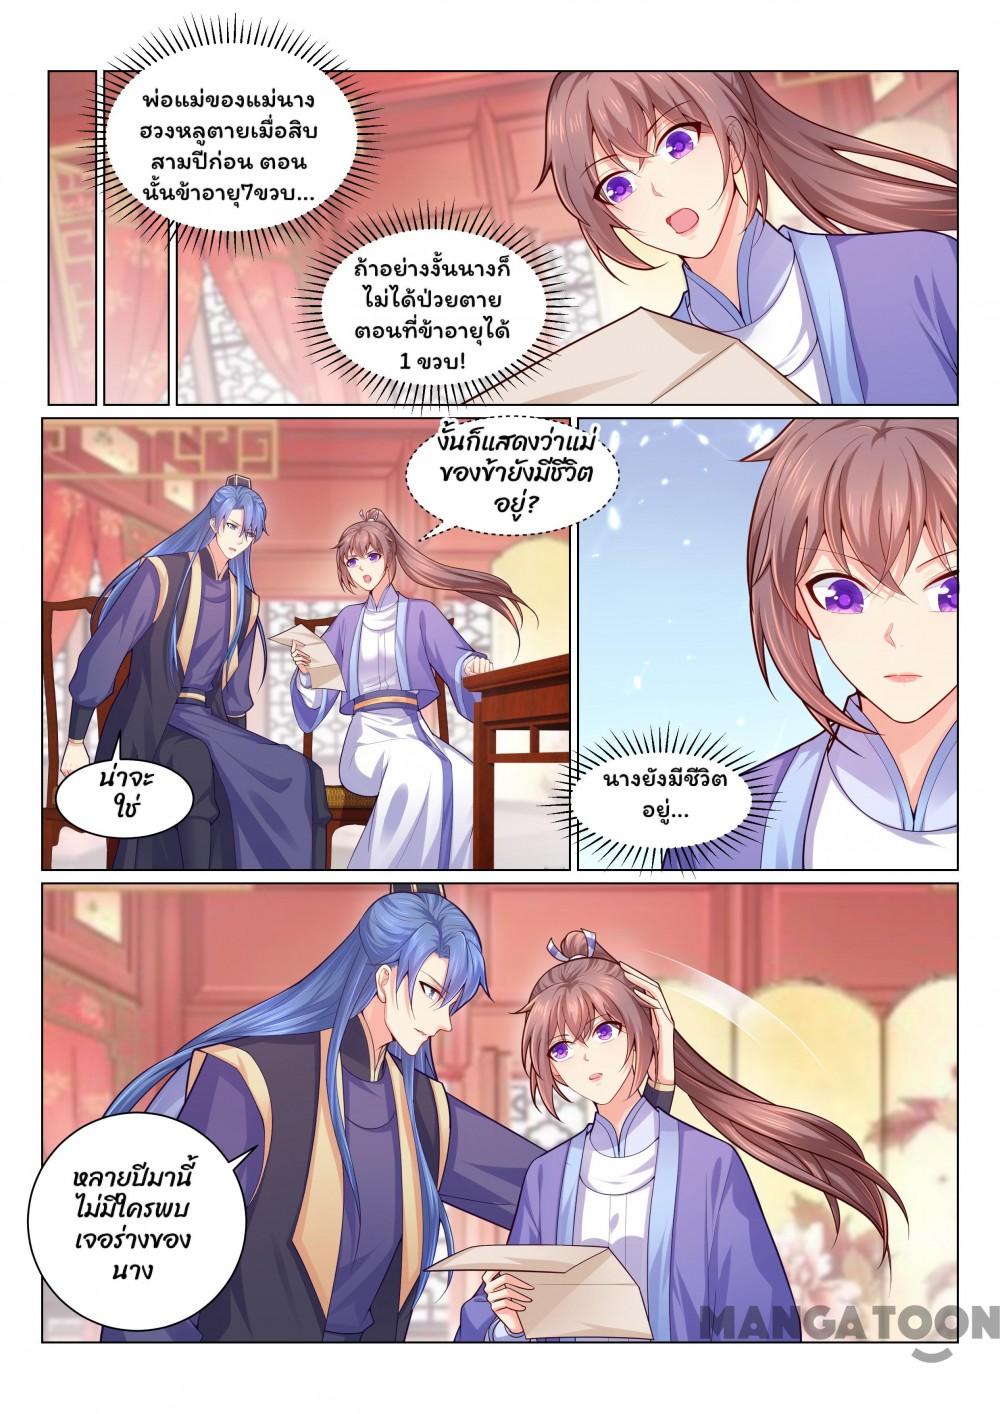 พ่อแม่ของแม่นาง
ฮวงหลูตายเมื่อสิบ
สามปีก่อน ตอน
นั้นข้าอายุ7ขวบ...
ถ้าอย่างงั้นนางก็
ไม่ได้ป่วยตาย
ตอนที่ข้าอายุได้
1 ขวบ!
งั้นก็แสดงว่าแม่
ของข้ายังมีชีวิต
อยู่?
น่าจะ
ใช่
นางยังมีชีวิต
อยู่...
หลายปีมานี้
ไม่มีใครพบ
เจอร่างของ
นาง
MANGATOON